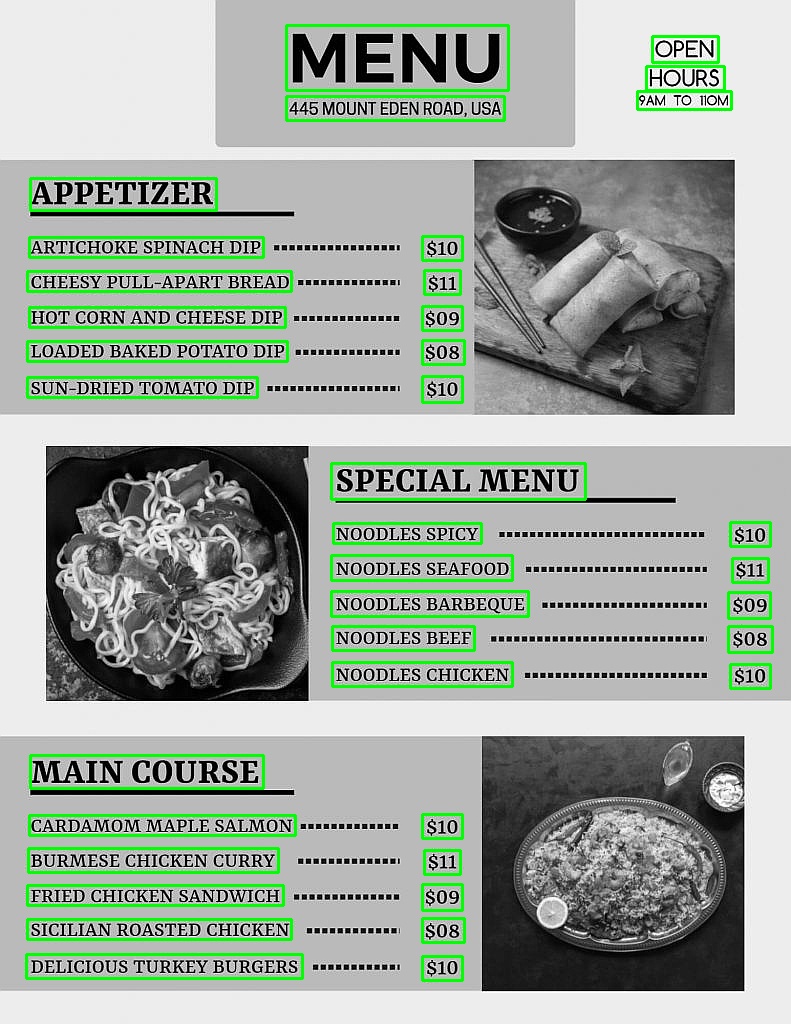 MENU
445 MOUNT EDEN ROAD, USA
OPEN
HOURS
9AM TO 11OM
APPETIZER
ARTICHOKE SPINACH DIP $10
CHEESY PULL-APART BREAD $11
HOT CORN AND CHEESE DIP $09
LOADED BAKED POTATO DIP $08
SUN-DRIED TOMATO DIP $10
SPECIAL MENU
NOODLES SPICY $10
NOODLES SEAFOOD $11
NOODLES BARBEQUE $09
NOODLES BEEF $08
NOODLES CHICKEN $10
MAIN COURSE
CARDAMOM MAPLE SALMON $10
BURMESE CHICKEN CURRY $11
FRIED CHICKEN SANDWICH $09
SICILIAN ROASTED CHICKEN $08
DELICIOUS TURKEY BURGERS $10